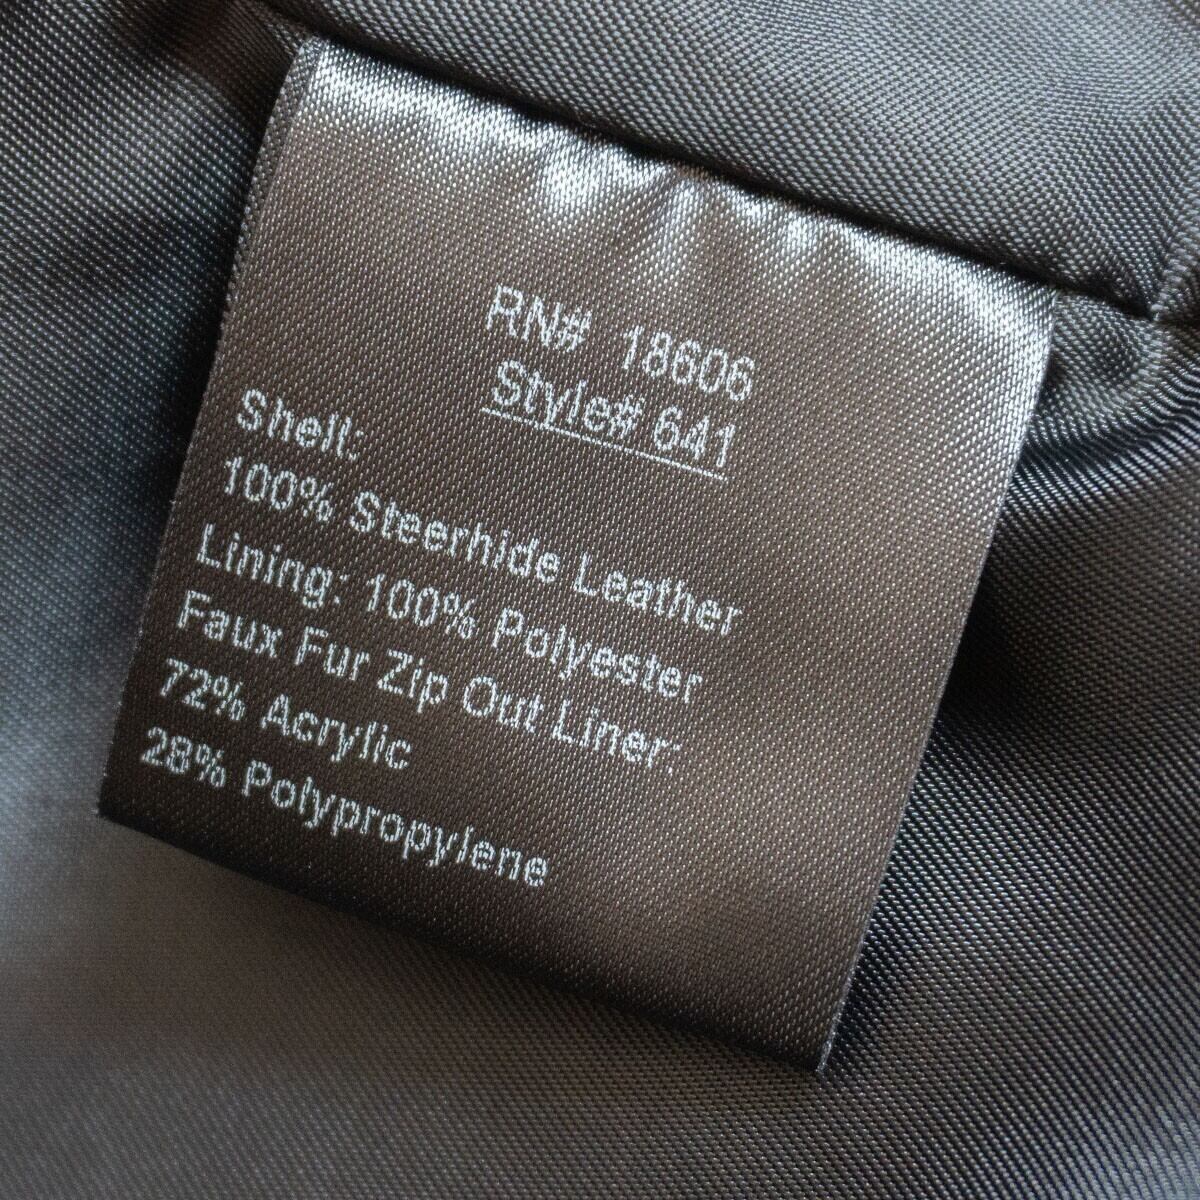 RN# 18606
Style# 641
Shell:
100% Steerhide Leather
Lining: 100% Polyester
Faux Fur Zip Out Liner:
72% Acrylic
28% Polypropylene